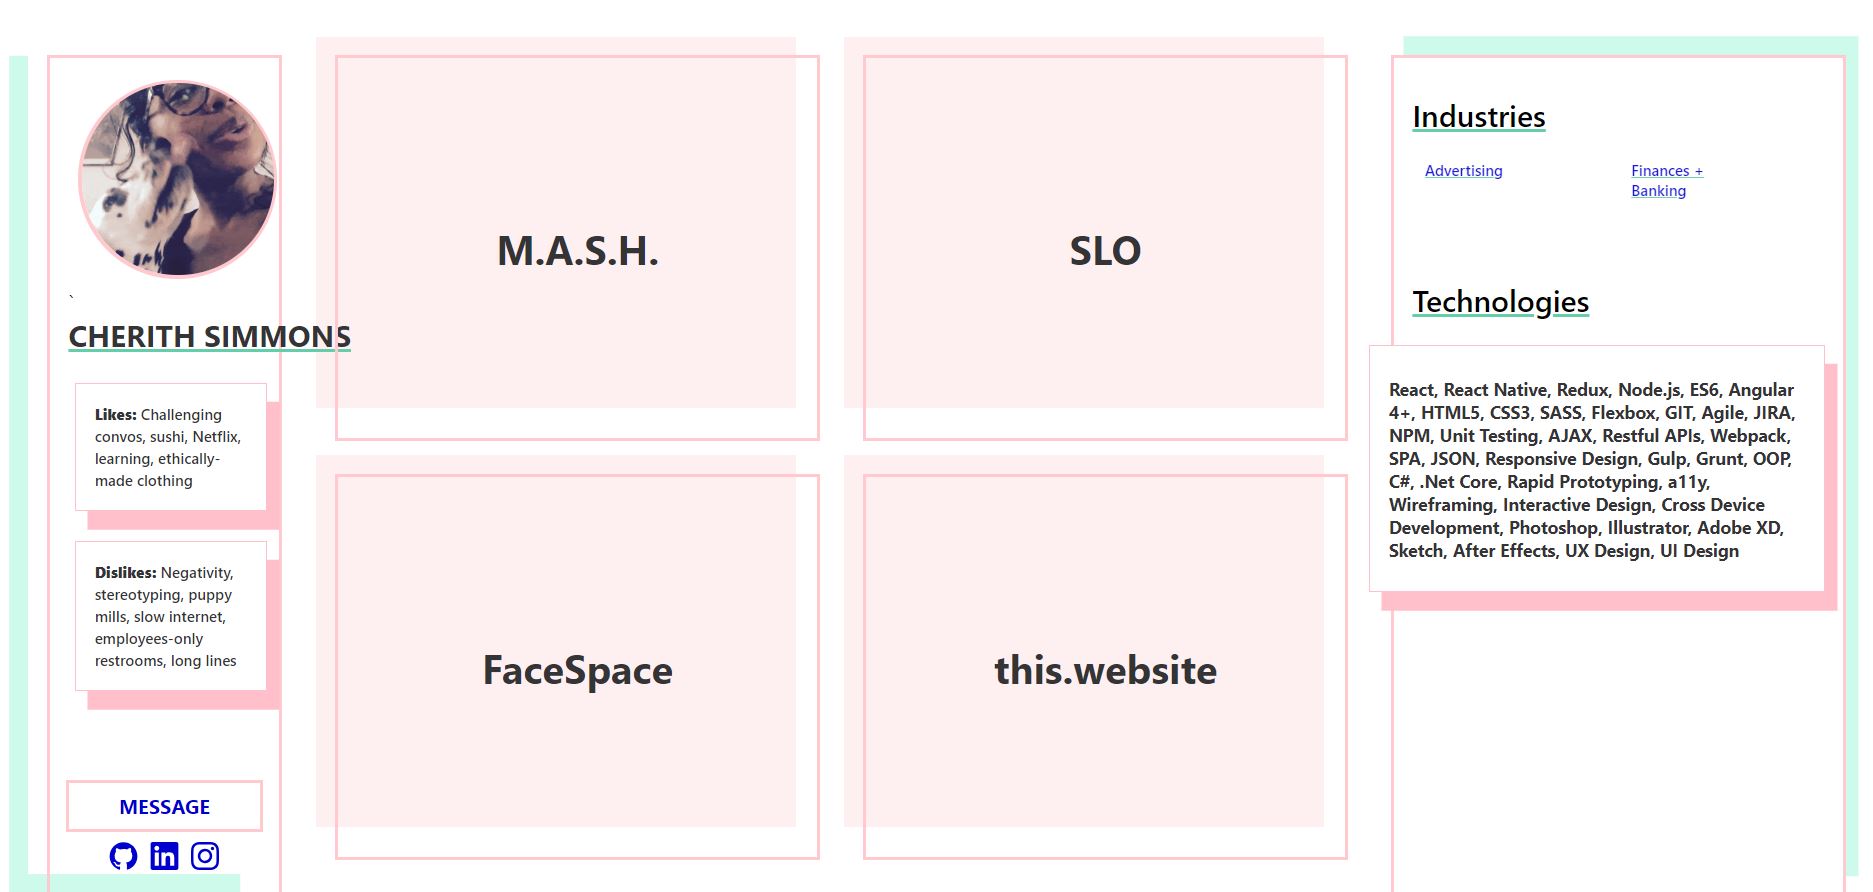 `
CHERITH SIMMONS
Likes: Challenging
convos, sushi, Netflix,
learning, ethically-
made clothing
Dislikes: Negativity,
stereotyping, puppy
mills, slow internet,
employees-only
restrooms, long lines
MESSAGE
in
M.A.S.H.
SLO
FaceSpace
this.website
Industries
Advertising
Finances +
Banking
Technologies
React, React Native, Redux, Node.js, ES6, Angular
4+, HTML5, CSS3, SASS, Flexbox, GIT, Agile, JIRA,
NPM, Unit Testing, AJAX, Restful APIs, Webpack,
SPA, JSON, Responsive Design, Gulp, Grunt, OOP,
C#, .Net Core, Rapid Prototyping, a11y,
Wireframing, Interactive Design, Cross Device
Development, Photoshop, Illustrator, Adobe XD,
Sketch, After Effects, UX Design, UI Design